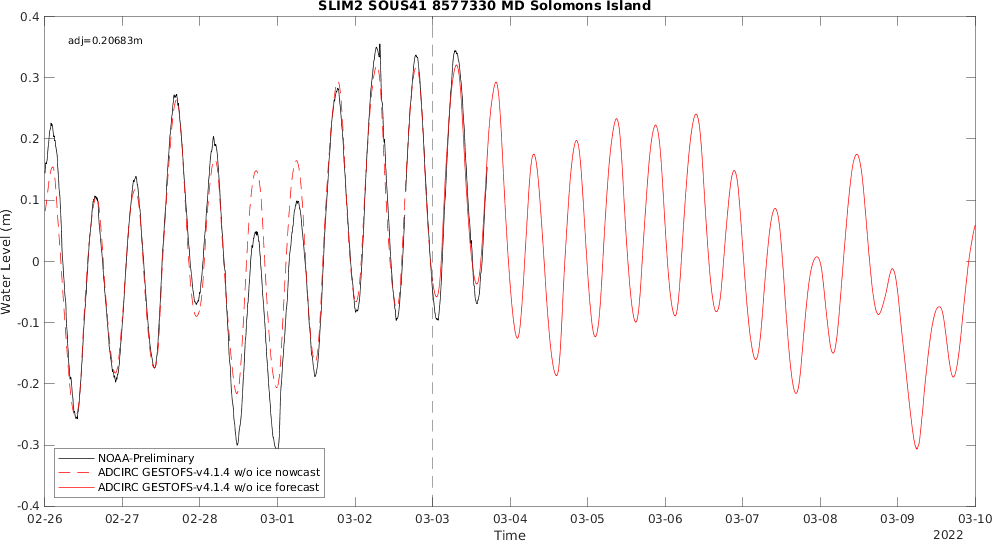 SLIM2 SOUS41 8577330 MD Solomons Island
adj=0.20683m
Water Level (m)
0.4
0.3
0.2
0.1
0
-0.1
-0.2
-0.3
-0.4
NOAA-Preliminary
ADCIRC GESTOFS-v4.1.4 w/o ice nowcast
ADCIRC GESTOFS-v4.1.4 w/o ice forecast
02-26 02-27 02-28 03-01 03-02 03-03 03-04 03-05 03-06 03-07 03-08 03-09 03-10
Time
2022